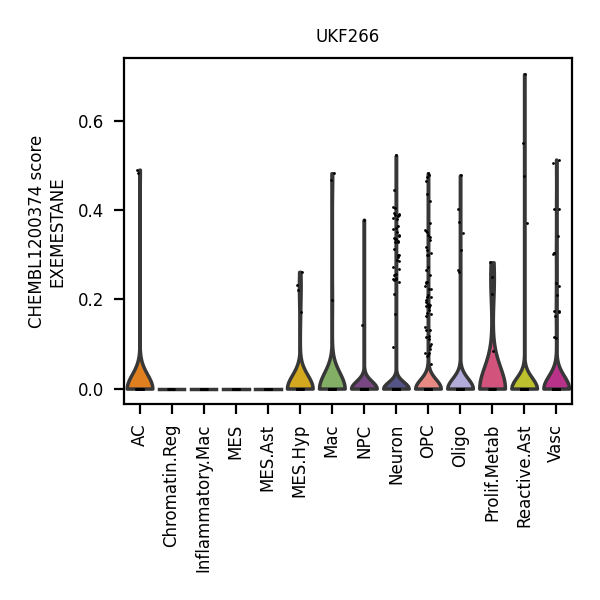 UKF266
CHEMBL1200374 score
EXEMESTANE
0.6
0.4
0.2
0.0
AC
Chromatin.Reg
Inflammatory.Mac
MES
MES.Ast
MES.Hyp
Mac
NPC
Neuron
OPC
Oligo
Prolif.Metab
Reactive.Ast
Vasc